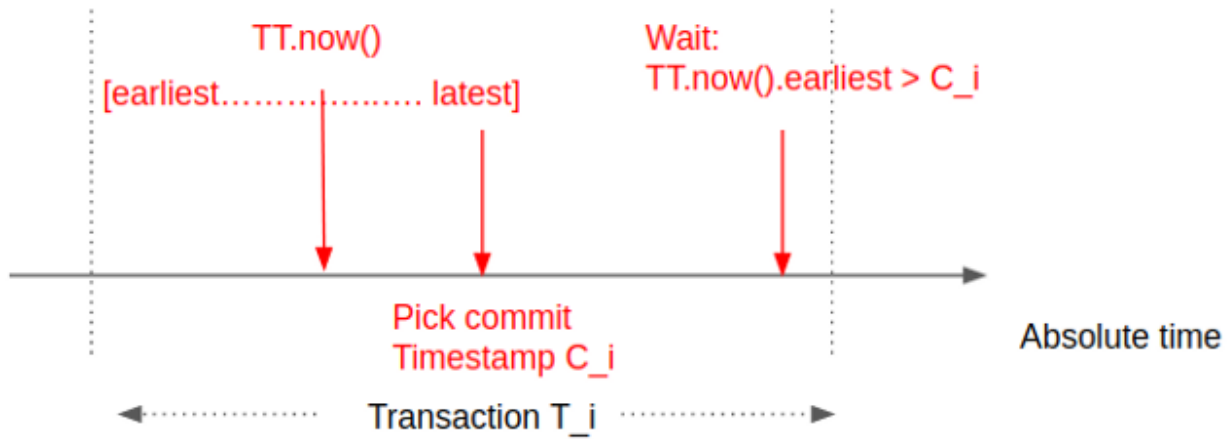 TT.now()
[earliest…………..…. latest]
Wait:
TT.now().earliest > C_i
Pick commit
Timestamp C_i
Absolute time
Transaction T_i